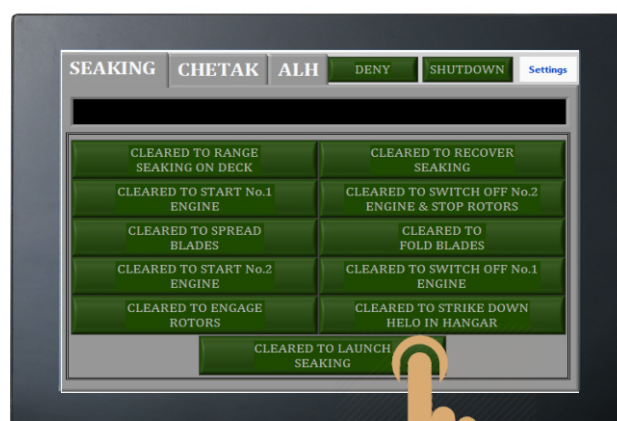 SEAKING CHETAK ALH DENY SHUTDOWN Settings
CLEARED TO RANGE
SEAKING ON DECK
CLEARED TO RECOVER
SEAKING
CLEARED TO START No.1
ENGINE
CLEARED TO SWITCH OFF No.2
ENGINE & STOP ROTORS
CLEARED TO SPREAD
BLADES
CLEARED TO
FOLD BLADES
CLEARED TO START No.2
ENGINE
CLEARED TO SWITCH OFF No.1
ENGINE
CLEARED TO ENGAGE
ROTORS
CLEARED TO STRIKE DOWN
HELO IN HANGAR
CLEARED TO LAUNCH
SEAKING